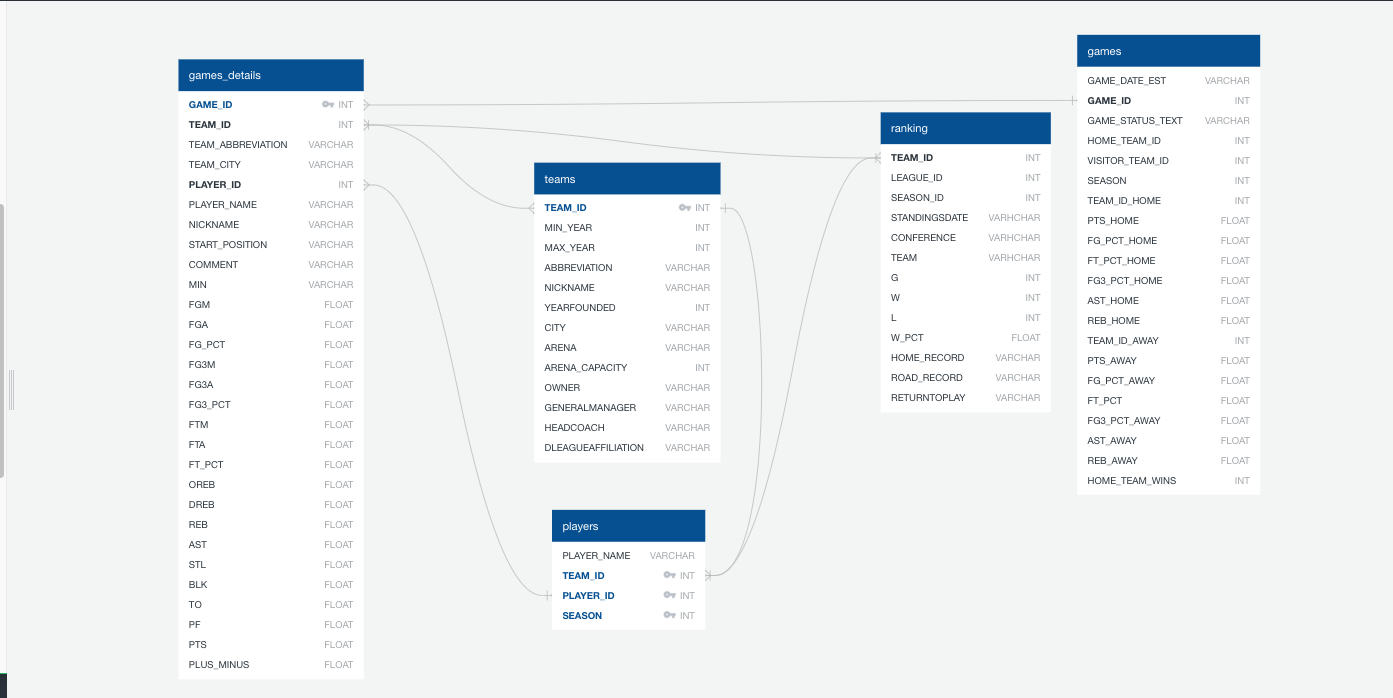 games_details
GAME_ID INT
TEAM_ID INT
TEAM_ABBREVIATION VARCHAR
TEAM_CITY VARCHAR
PLAYER_ID INT
PLAYER_NAME VARCHAR
NICKNAME VARCHAR
START_POSITION VARCHAR
COMMENT VARCHAR
MIN VARCHAR
FGM FLOAT
FGA FLOAT
FG_PCT FLOAT
FG3M FLOAT
FG3A FLOAT
FG3_PCT FLOAT
FTM FLOAT
FTA FLOAT
FT_PCT FLOAT
OREB FLOAT
DREB FLOAT
REB FLOAT
AST FLOAT
STL FLOAT
BLK FLOAT
TO FLOAT
PF FLOAT
PTS FLOAT
PLUS_MINUS FLOAT
teams
TEAM_ID INT
MIN_YEAR INT
MAX_YEAR INT
ABBREVIATION VARCHAR
NICKNAME VARCHAR
YEARFOUNDED INT
CITY VARCHAR
ARENA VARCHAR
ARENA_CAPACITY INT
OWNER VARCHAR
GENERALMANAGER VARCHAR
HEADCOACH VARCHAR
DLEAGUEAFFILIATION VARCHAR
players
PLAYER_NAME VARCHAR
TEAM_ID INT
PLAYER_ID INT
SEASON INT
ranking
TEAM_ID INT
LEAGUE_ID INT
SEASON_ID INT
STANDINGSDATE VARHCHAR
CONFERENCE VARHCHAR
TEAM VARHCHAR
G INT
W INT
L INT
W_PCT FLOAT
HOME_RECORD VARCHAR
ROAD_RECORD VARCHAR
RETURNTOPLAY VARCHAR
games
GAME_DATE_EST VARCHAR
GAME_ID INT
GAME_STATUS_TEXT VARCHAR
HOME_TEAM_ID INT
VISITOR_TEAM_ID INT
SEASON INT
TEAM_ID_HOME INT
PTS_HOME FLOAT
FG_PCT_HOME FLOAT
FT_PCT_HOME FLOAT
FG3_PCT_HOME FLOAT
AST_HOME FLOAT
REB_HOME FLOAT
TEAM_ID_AWAY INT
PTS_AWAY FLOAT
FG_PCT_AWAY FLOAT
FT_PCT FLOAT
FG3_PCT_AWAY FLOAT
AST_AWAY FLOAT
REB_AWAY FLOAT
HOME_TEAM_WINS INT